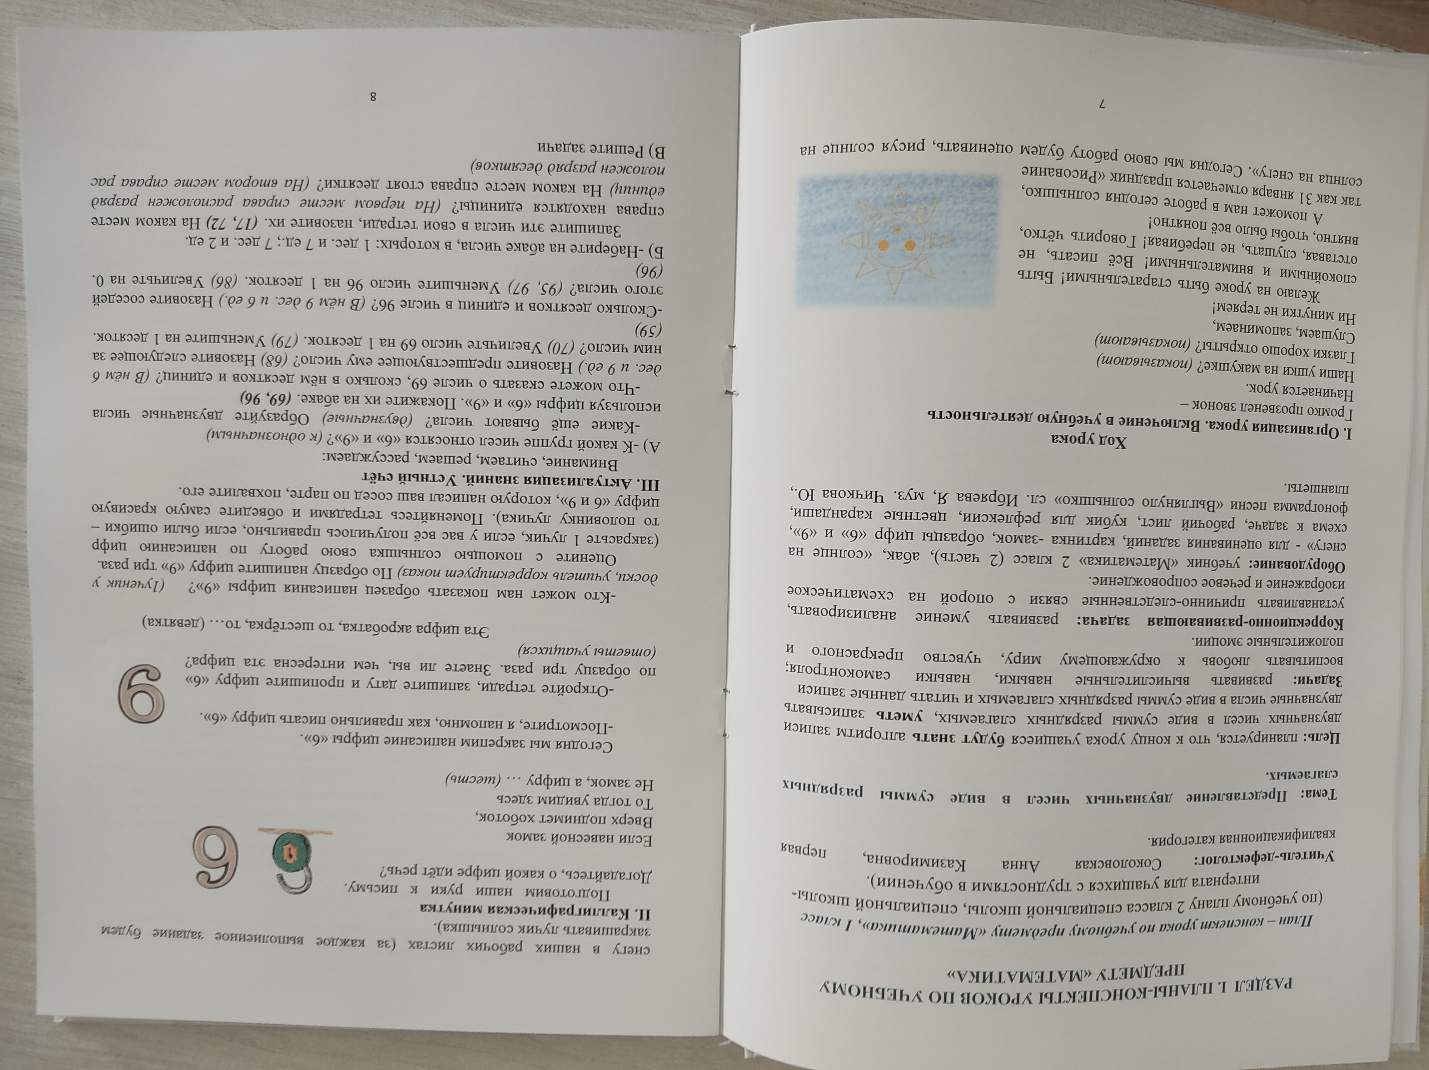 РАЗДЕЛ I. ПЛАНЫ-КОНСПЕКТЫ УРОКОВ ПО УЧЕБНОМУ
ПРЕДМЕТУ «МАТЕМАТИКА»
План – конспект урока по учебному предмету «Математика», 1 класс
(по учебному плану 2 класса специальной школы, специальной школы-
интерната для учащихся с трудностями в обучении).
Учитель-дефектолог: Соколовская Анна Казимировна, первая
квалификационная категория.
Тема: Представление двузначных чисел в виде суммы разрядных
слагаемых.
Цель: планируется, что к концу урока учащиеся будут знать алгоритм записи
двузначных чисел в виде суммы разрядных слагаемых, уметь записывать
двузначные числа в виде суммы разрядных слагаемых и читать данные записи
Задачи: развивать вычислительные навыки, навыки самоконтроля;
воспитывать любовь к окружающему миру, чувство прекрасного и
положительные эмоции.
Коррекционно-развивающая задача: развивать умение анализировать,
устанавливать причинно-следственные связи с опорой на схематическое
изображение и речевое сопровождение.
Оборудование: учебник «Математика» 2 класс (2 часть), абак, «солнце на
снегу» - для оценивания заданий, картинка -замок, образцы цифр «6» и «9»,
схема к задаче, рабочий лист, кубик для рефлексии, цветные карандаши,
фонограмма песни «Выглянуло солнышко» сл. Ибряева Я, муз. Чичкова Ю.,
планшеты.
Ход урока
I. Организация урока. Включение в учебную деятельность
Громко прозвенел звонок –
Начинается урок.
Наши ушки на макушке? (показывают)
Глазки хорошо открыты? (показывают)
Слушаем, запоминаем,
Ни минутки не теряем!
Желаю на уроке быть старательными! Быть
спокойными и внимательными! Всё писать, не
отставая, слушать, не перебивая! Говорить чётко,
внятно, чтобы было всё понятно!
А поможет нам в работе сегодня солнышко,
так как 31 января отмечается праздник «Рисование
солнца на снегу». Сегодня мы свою работу будем оценивать, рисуя солнце на
7
снегу в наших рабочих листах (за каждое выполненное задание будем
закрашивать лучик солнышка).
II. Каллиграфическая минутка
Подготовим наши руки к письму.
Догадайтесь, о какой цифре идёт речь?
Если навесной замок
Вверх поднимет хоботок,
То тогда увидим здесь
Не замок, а цифру … (шесть)
6
Сегодня мы закрепим написание цифры «6».
-Посмотрите, я напомню, как правильно писать цифру «6».
-Откройте тетради, запишите дату и пропишите цифру «6»
по образцу три раза. Знаете ли вы, чем интересна эта цифра?
(ответы учащихся)
9
Эта цифра акробатка, то шестёрка, то… (девятка)
-Кто может нам показать образец написания цифры «9»? (1ученик у
доски, учитель корректирует показ) По образцу напишите цифру «9» три раза.
Оцените с помощью солнышка свою работу по написанию цифр
(закрасьте 1 лучик, если у вас всё получилось правильно, если были ошибки –
то половинку лучика). Поменяйтесь тетрадями и обведите самую красивую
цифру «6 и 9», которую написал ваш сосед по парте, похвалите его.
III. Актуализация знаний. Устный счёт
Внимание, считаем, решаем, рассуждаем:
А) -К какой группе чисел относятся «6» и «9»? (к однозначным)
-Какие ещё бывают числа? (двузначные) Образуйте двузначные числа
используя цифры «6» и «9». Покажите их на абаке. (69, 96)
-Что можете сказать о числе 69, сколько в нём десятков и единиц? (В нём 6
дес. и 9 ед.) Назовите предшествующее ему число? (68) Назовите следующее за
ним число? (70) Увеличьте число 69 на 1 десяток. (79) Уменьшите на 1 десяток.
(59)
-Сколько десятков и единиц в числе 96? (В нём 9 дес. и 6 ед.) Назовите соседей
этого числа? (95, 97) Уменьшите число 96 на 1 десяток. (86) Увеличьте на 0.
(96)
Б) -Наберите на абаке числа, в которых: 1 дес. и 7 ед.; 7 дес. и 2 ед.
Запишите эти числа в свои тетради, назовите их. (17, 72) На каком месте
справа находятся единицы? (На первом месте справа расположен разряд
единиц) На каком месте справа стоят десятки? (На втором месте справа рас
положен разряд десятков)
В) Решите задачи
8